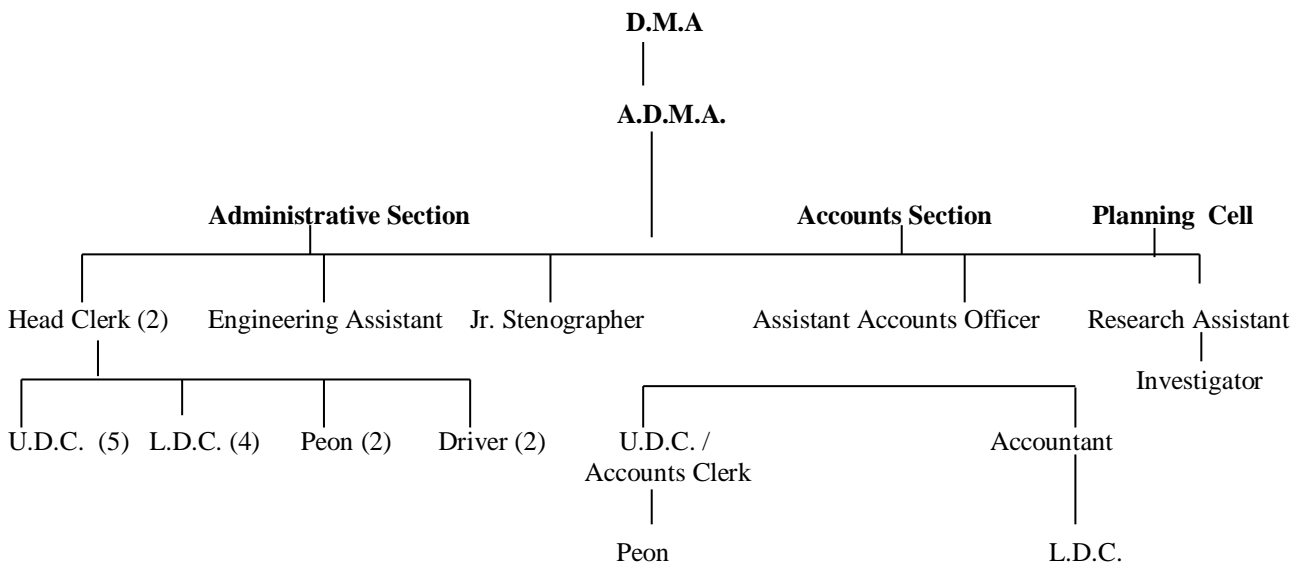 D.M.A
A.D.M.A.
Administrative Section Accounts Section Planning Cell
Head Clerk (2) Engineering Assistant Jr. Stenographer Assistant Accounts Officer Research Assistant
Investigator
U.D.C. (5) L.D.C. (4) Peon (2) Driver (2) U.D.C. / Accountant
Accounts Clerk
Peon L.D.C.